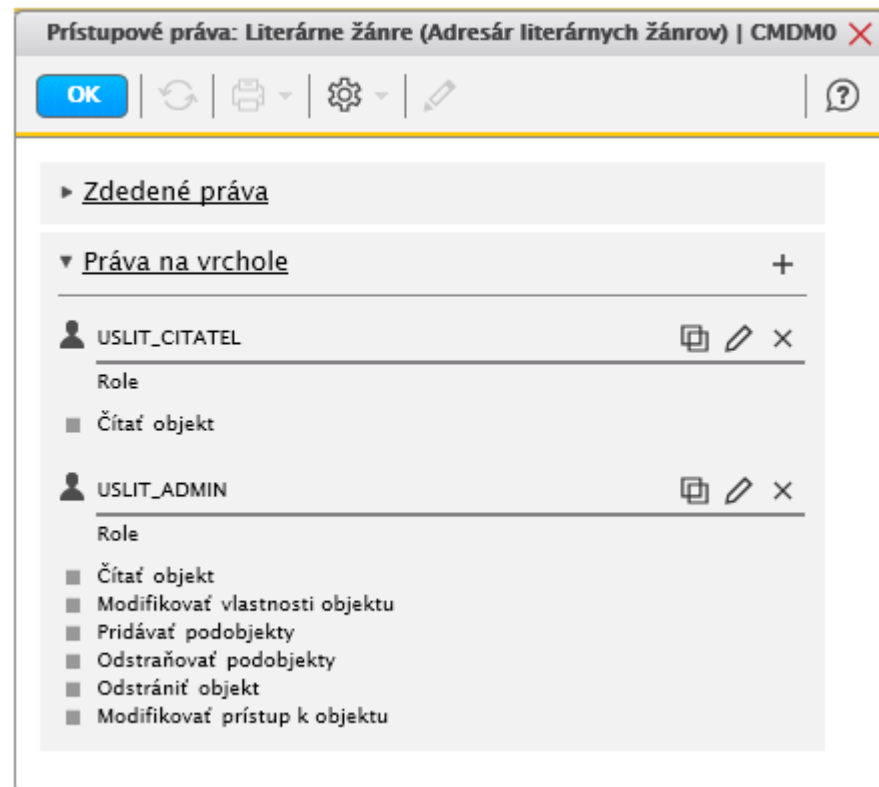 Prístupové práva: Literárne žánre (Adresár literárnych žánrov) | CMDM0
OK
Zdedené práva
Práva na vrchole
USLIT_CITATEL
Role
Čítať objekt
USLIT_ADMIN
Role
Čítať objekt
Modifikovať vlastnosti objektu
Pridávať podobjekty
Odstraňovať podobjekty
Odstrániť objekt
Modifikovať prístup k objektu